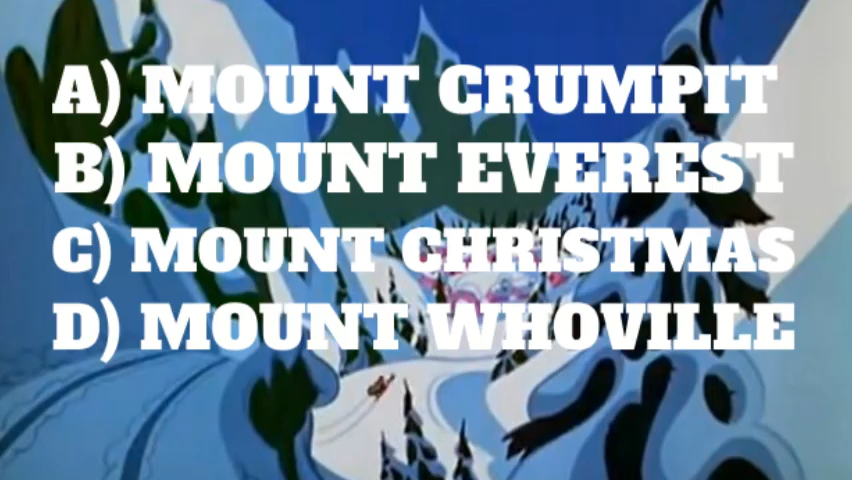 A) MOUNT CRUMPIT
B) MOUNT EVEREST
C) MOUNT CHRISTMAS
D) MOUNT WHOVILLE